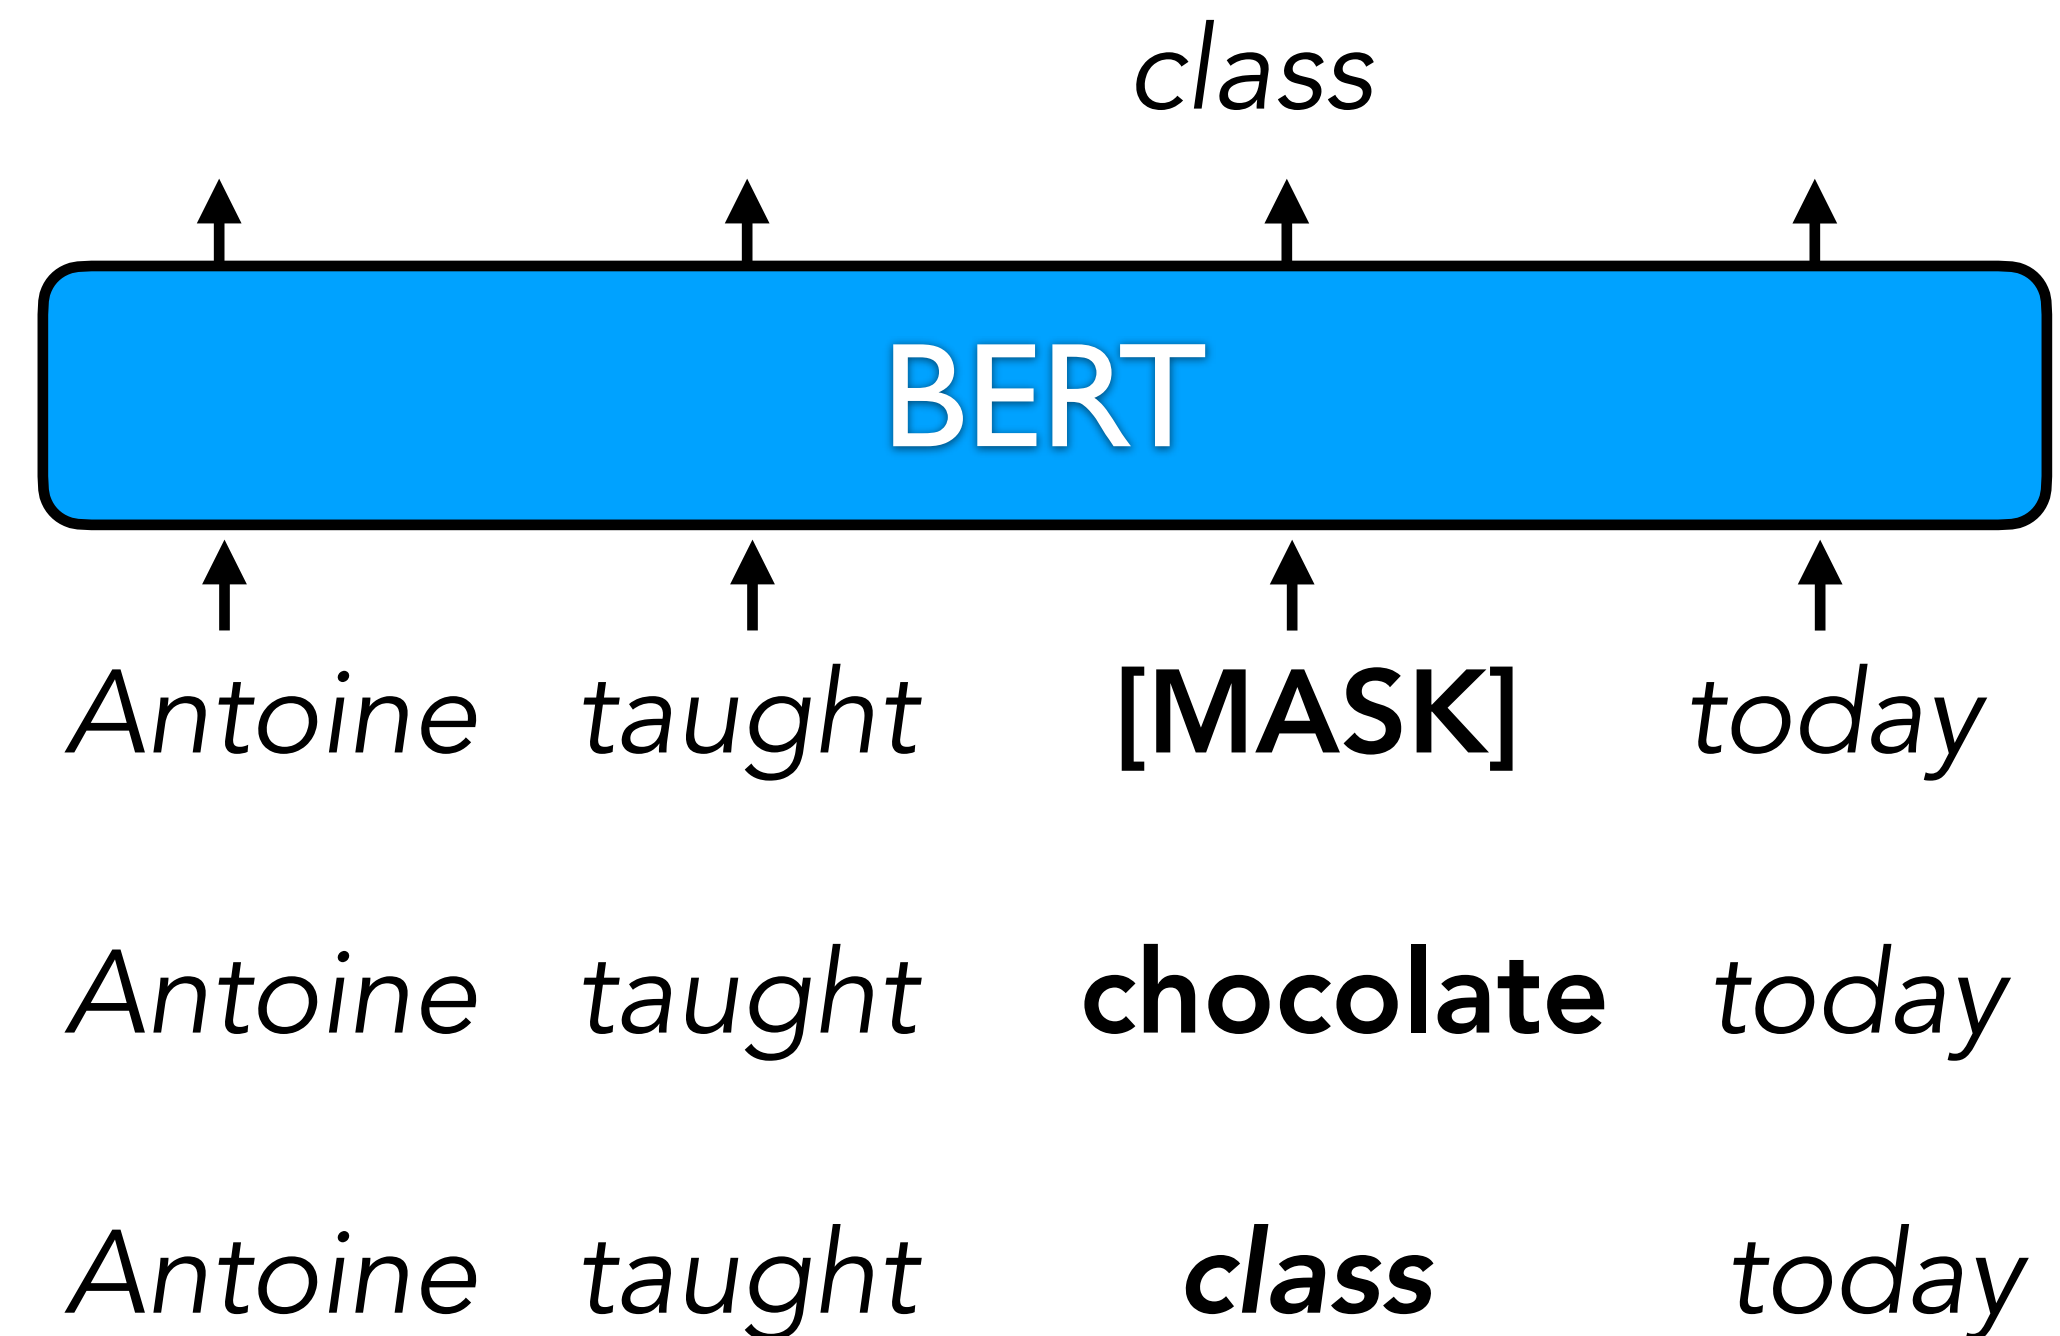 class
BERT
Antoine taught [MASK] today
Antoine taught chocolate today
Antoine taught class today